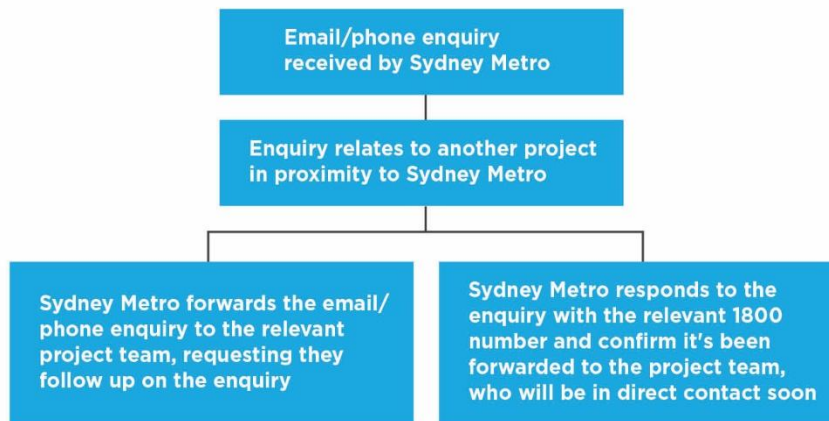 Email/phone enquiry
received by Sydney Metro
Enquiry relates to another project
in proximity to Sydney Metro
Sydney Metro forwards the email/
phone enquiry to the relevant
project team, requesting they
follow up on the enquiry
Sydney Metro responds to the
enquiry with the relevant 1800
number and confirm it's been
forwarded to the project team,
who will be in direct contact soon